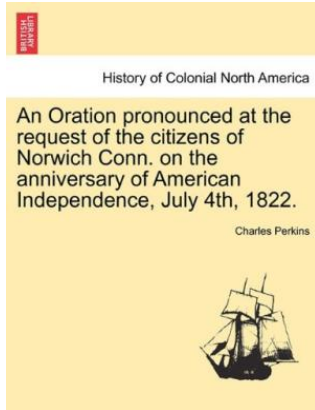 BRITISH
LIBRARY
History of Colonial North America
An Oration pronounced at the
request of the citizens of
Norwich Conn. on the
anniversary of American
Independence, July 4th, 1822.
Charles Perkins